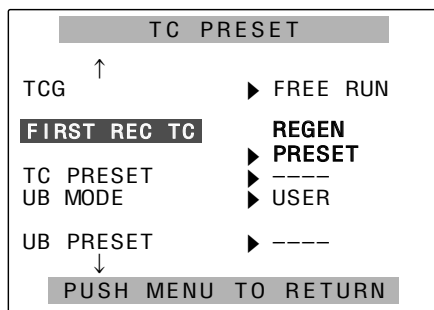 TC PRESET
↑
TCG ▶ FREE RUN
FIRST REC TC REGEN
▶ PRESET
TC PRESET ▶ ––––
UB MODE ▶ USER
UB PRESET ▶ ––––
↓
PUSH MENU TO RETURN